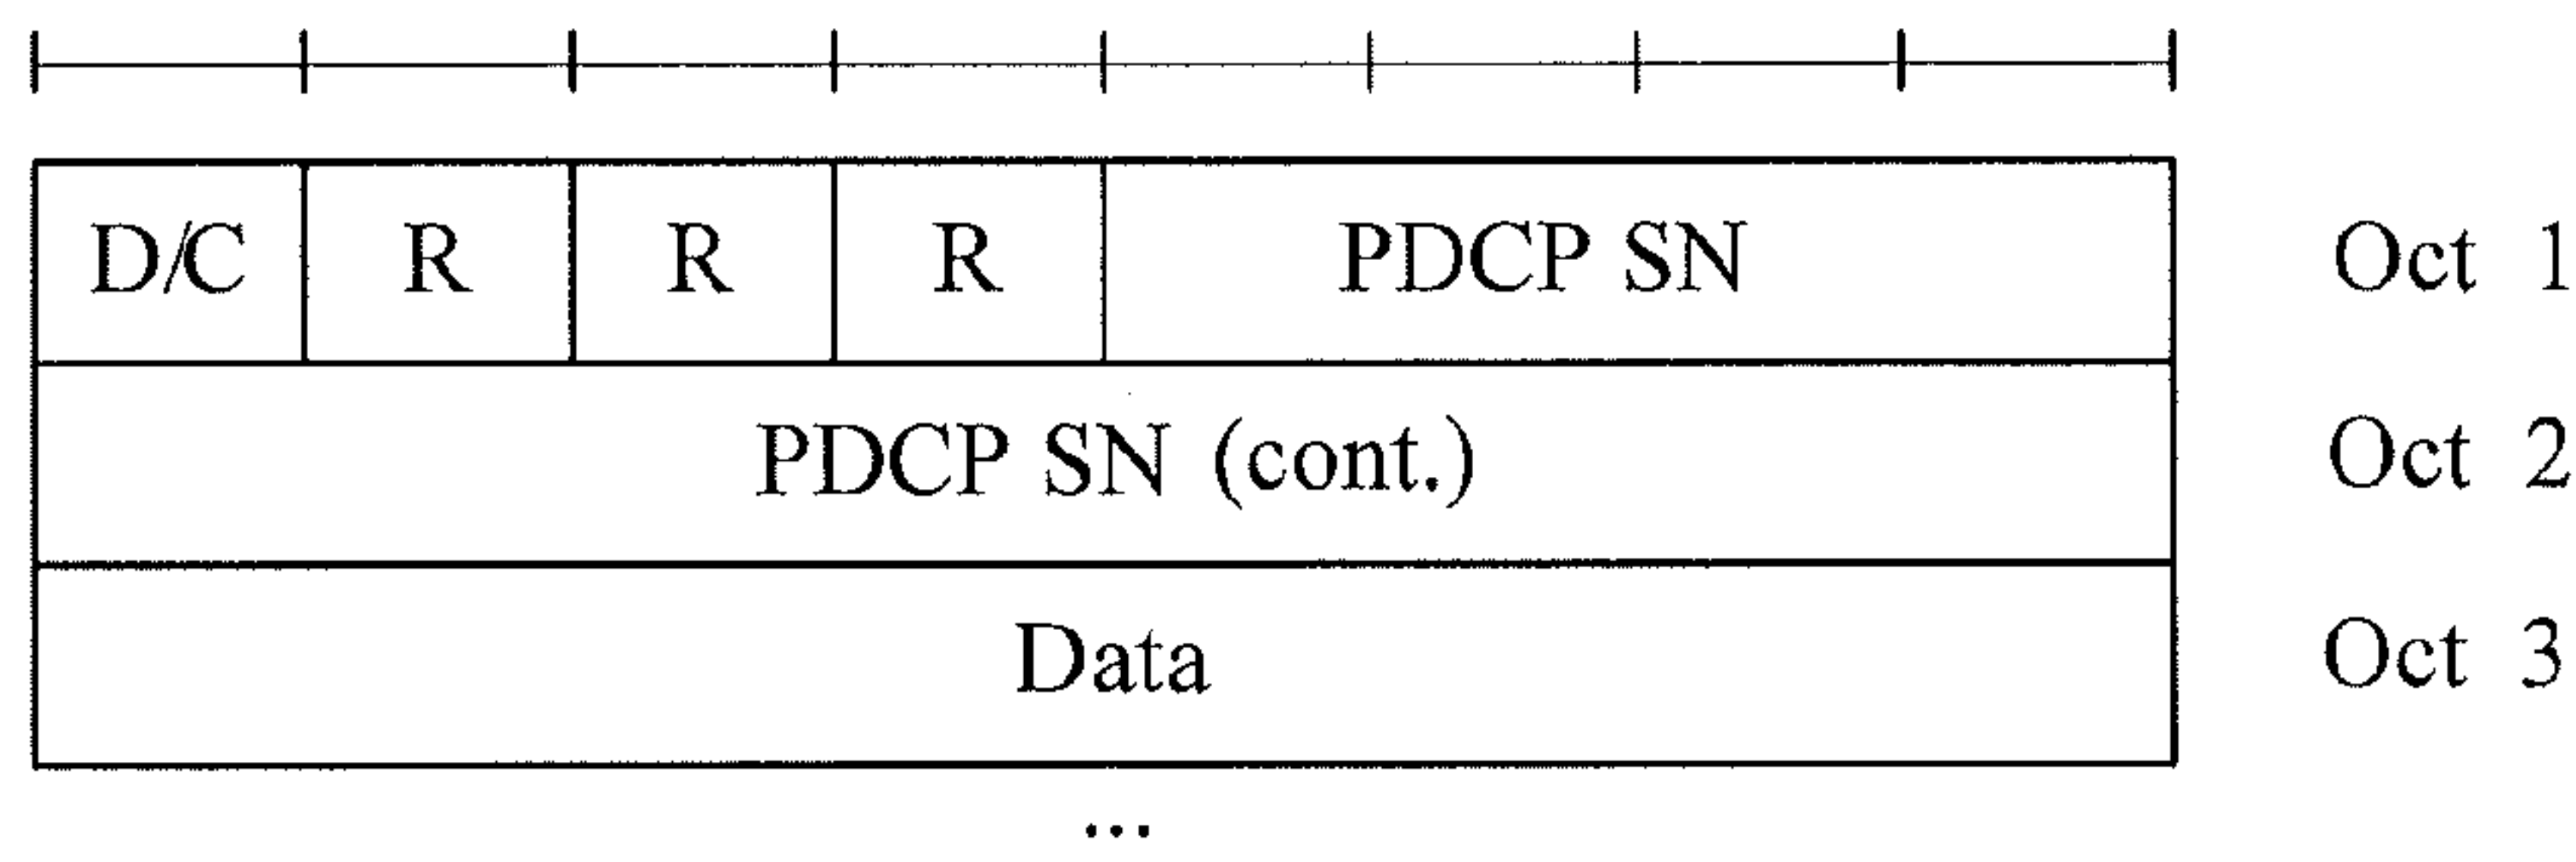 D/C R R R PDCP SN Oct 1
PDCP SN (cont.) Oct 2
Data Oct 3
...